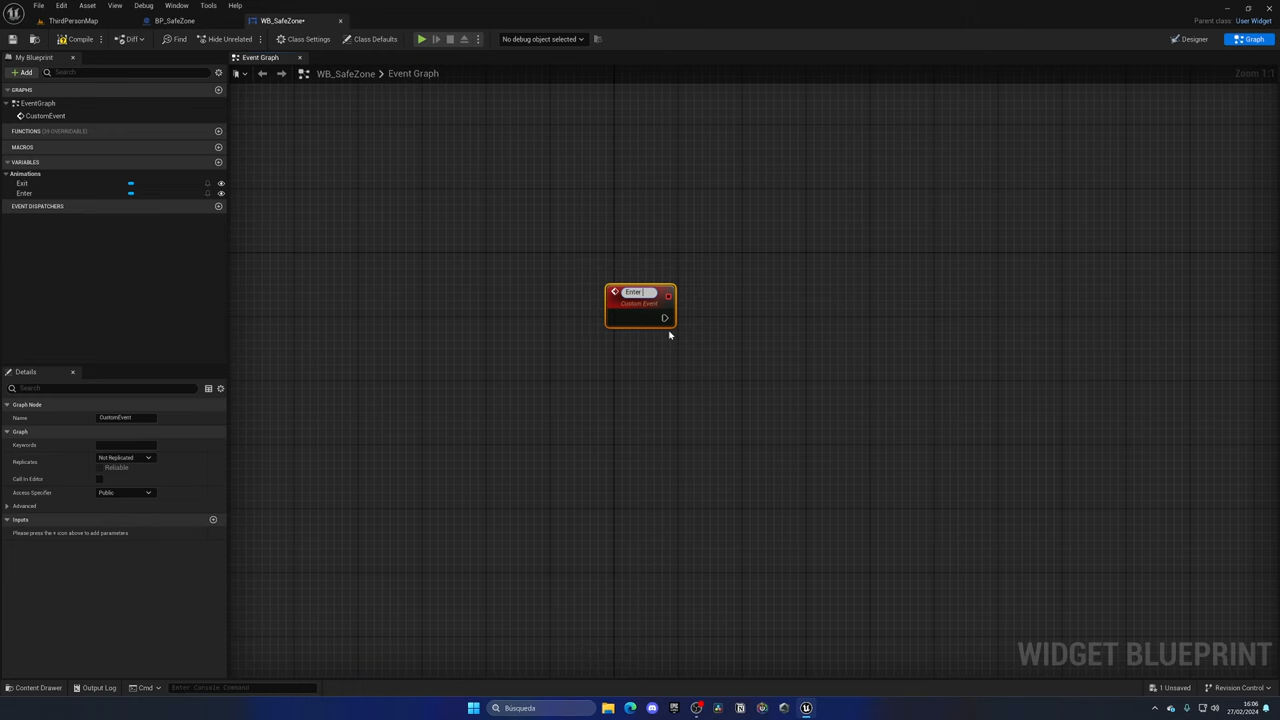 File Edit Asset View Debug Window Tools Help
ThirdPersonMap BP_SafeZone WB_SafeZone•
Parent class: User Widget
Compile Diff Find Hide Unrelated Class Settings Class Defaults No debug object selected Designer Graph
My Blueprint Event Graph
Add Search WB_SafeZone > Event Graph Zoom 1:1
GRAPHS
EventGraph
CustomEvent
FUNCTIONS (39 OVERRIDABLE)
MACROS
VARIABLES
Animations
Exit
Enter
EVENT DISPATCHERS
Enter
Custom Event
Details
Search
Graph Node
Name CustomEvent
Graph
Keywords
Replicates Not Replicated
Reliable
Call In Editor
Access Specifier Public
Advanced
Inputs
Please press the + icon above to add parameters
WIDGET BLUEPRINT
Content Drawer Output Log Cmd Enter Console Command 1 Unsaved Revision Control
Búsqueda
16:06
27/02/2024